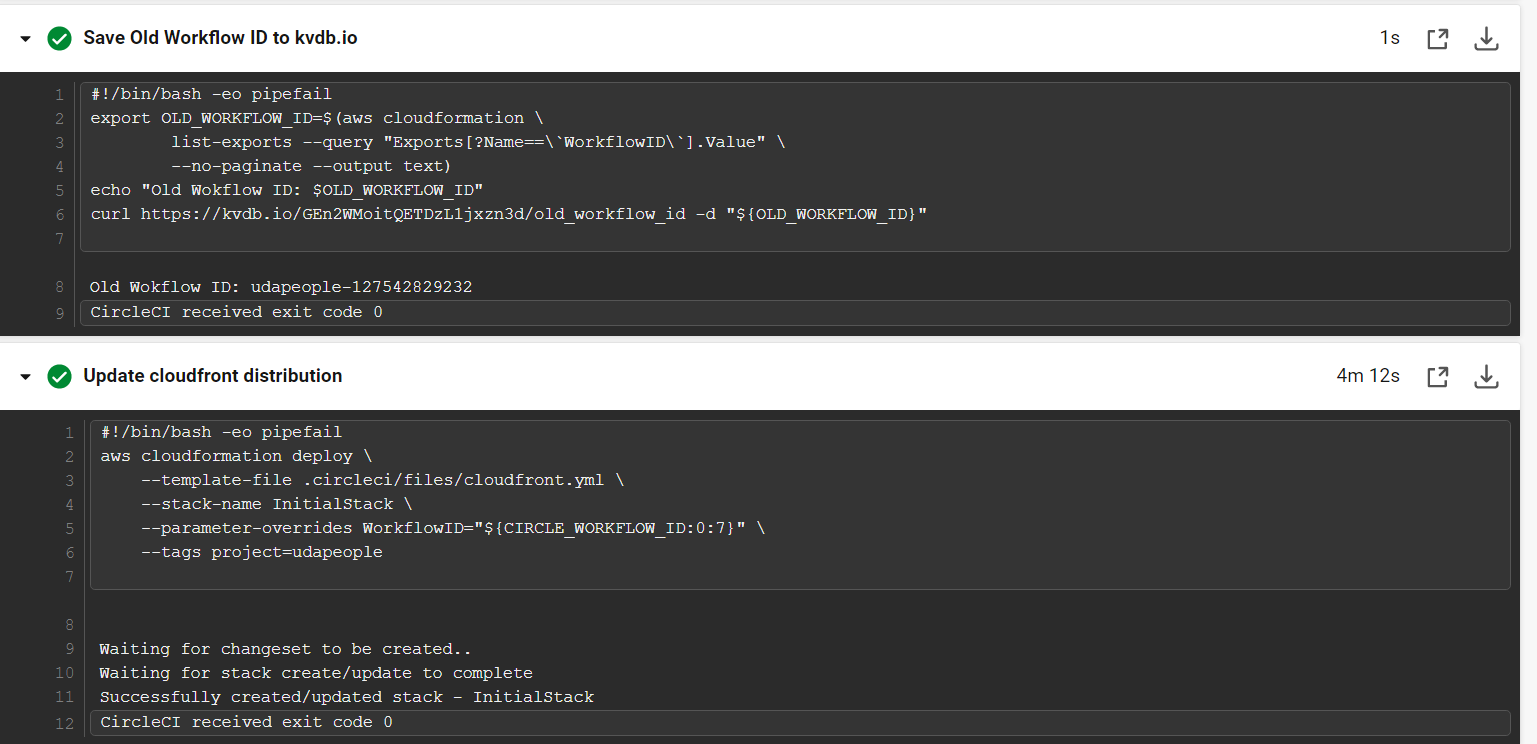 Save Old Workflow ID to kvdb.io 1s
1 #!/bin/bash -eo pipefail
2 export OLD_WORKFLOW_ID=$(aws cloudformation \
3 list-exports --query "Exports[?Name==\`WorkflowID\`].Value" \
4 --no-paginate --output text)
5 echo "Old Wokflow ID: $OLD_WORKFLOW_ID"
6 curl https://kvdb.io/GEn2WMoitQETDzL1jxzn3d/old_workflow_id -d "${OLD_WORKFLOW_ID}"
7
8 Old Wokflow ID: udapeople-127542829232
9 CircleCI received exit code 0
Update cloudfront distribution 4m 12s
1 #!/bin/bash -eo pipefail
2 aws cloudformation deploy \
3 --template-file .circleci/files/cloudfront.yml \
4 --stack-name InitialStack \
5 --parameter-overrides WorkflowID="${CIRCLE_WORKFLOW_ID:0:7}" \
6 --tags project=udapeople
7
8
9 Waiting for changeset to be created..
10 Waiting for stack create/update to complete
11 Successfully created/updated stack - InitialStack
12 CircleCI received exit code 0